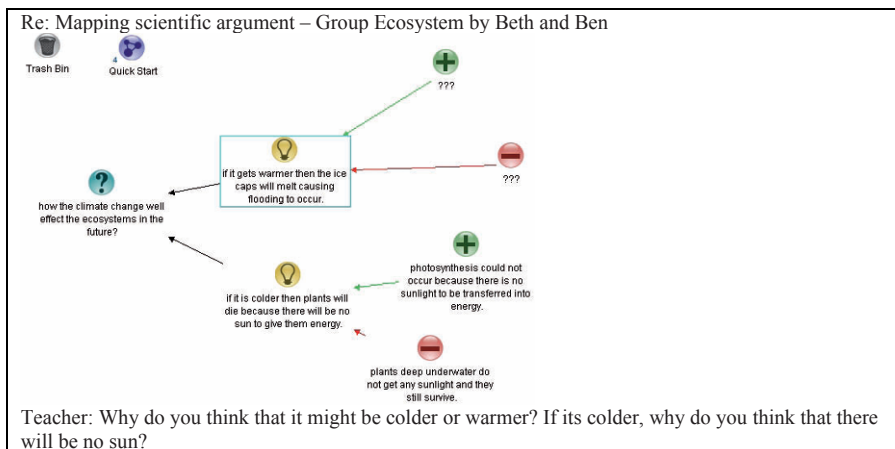 Re: Mapping scientific argument – Group Ecosystem by Beth and Ben
Trash Bin
4
Quick Start
???
if it gets warmer then the ice
caps will melt causing
flooding to occur.
???
?
how the climate change well
effect the ecosystems in the
future?
photosynthesis could not
occur because there is no
sunlight to be transferred into
energy.
if it is colder then plants will
die because there will be no
sun to give them energy.
plants deep underwater do
not get any sunlight and they
still survive.
Teacher: Why do you think that it might be colder or warmer? If its colder, why do you think that there
will be no sun?